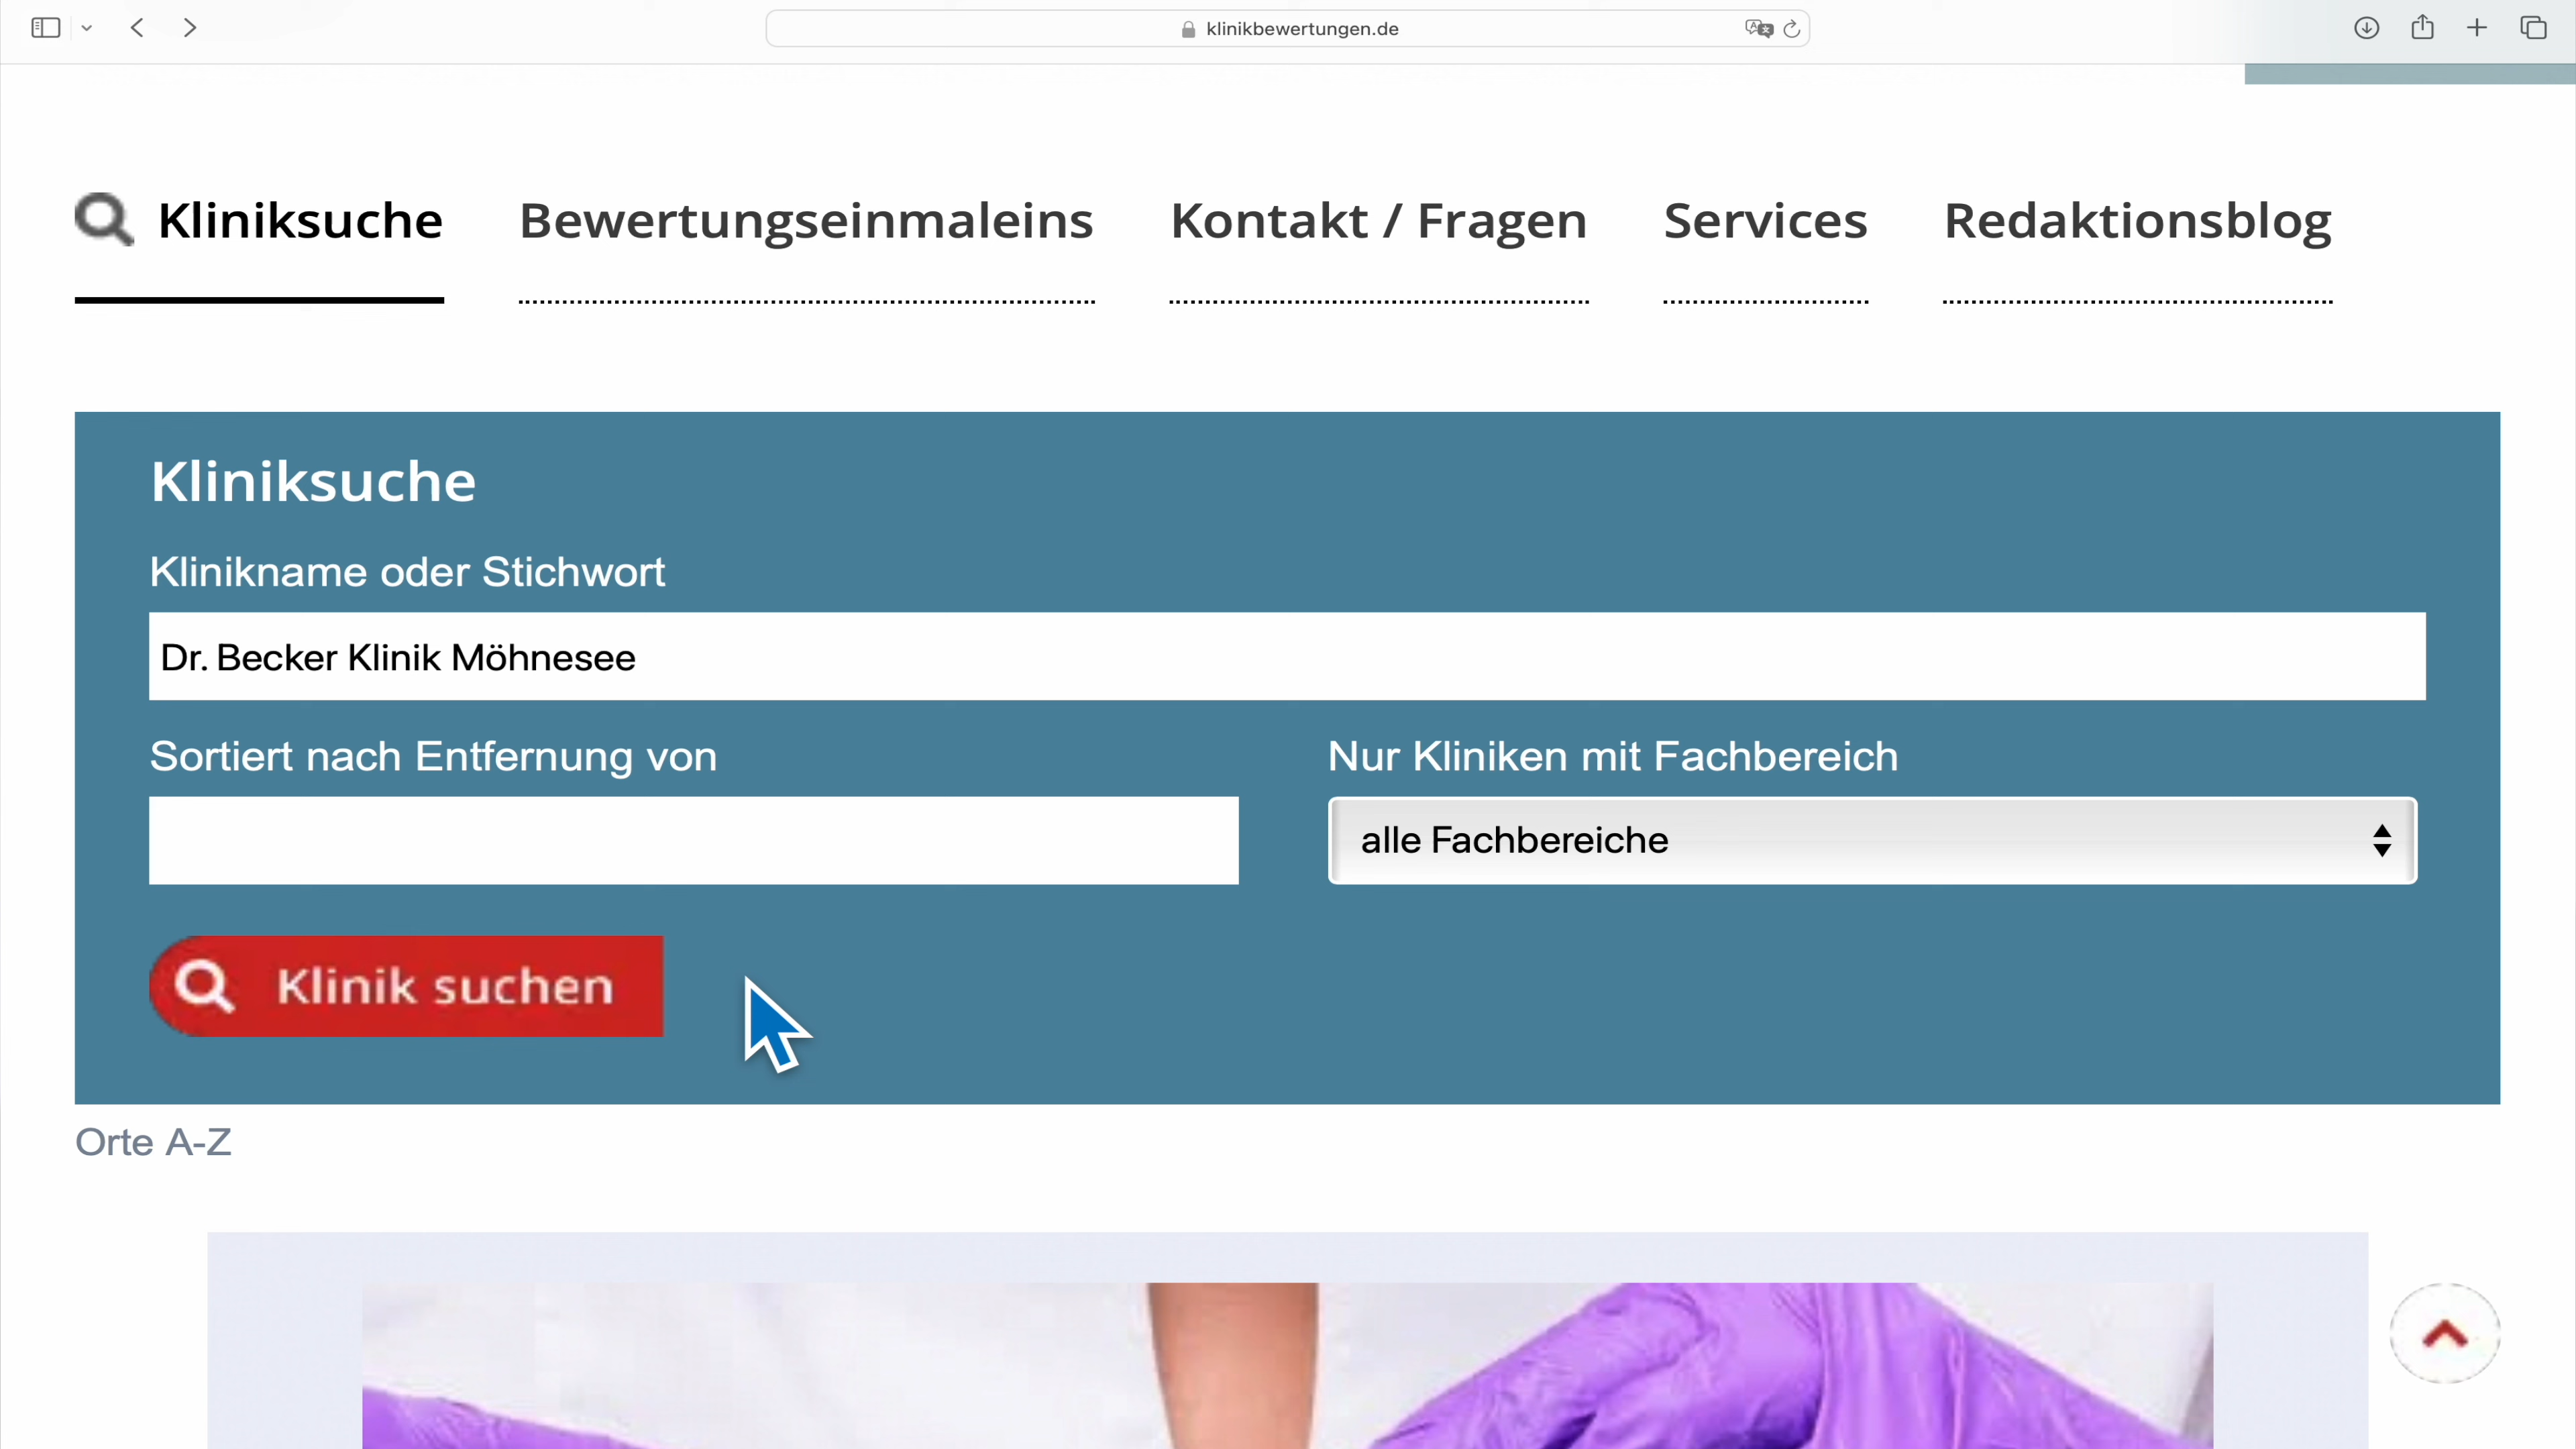 klinikbewertungen.de
Kliniksuche Bewertungseinmaleins Kontakt / Fragen Services Redaktionsblog
Kliniksuche
Klinikname oder Stichwort
Dr. Becker Klinik Möhnesee
Sortiert nach Entfernung von
Nur Kliniken mit Fachbereich
alle Fachbereiche
Klinik suchen
Orte A-Z